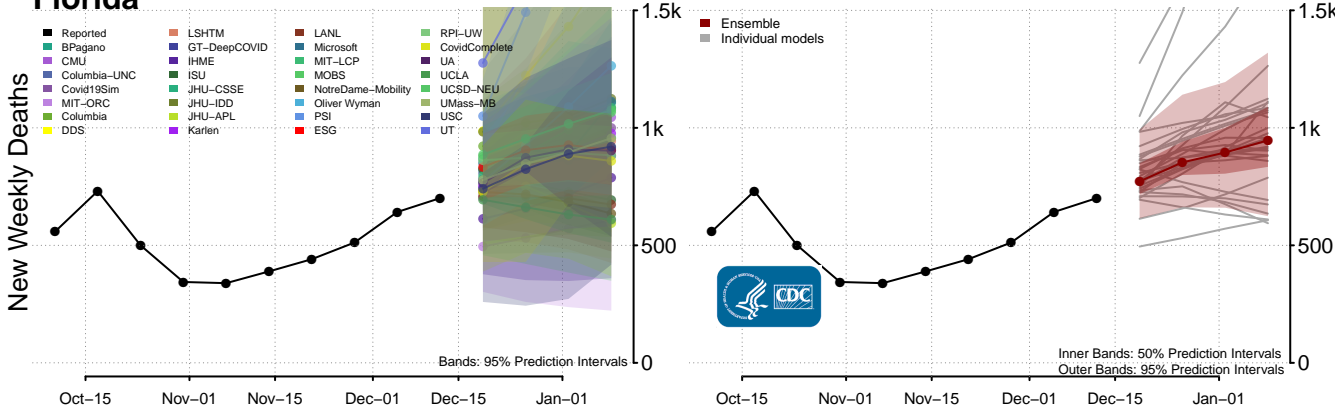 Florida
New Weekly Deaths
Reported
BPagano
CMU
Columbia−UNC
Covid19Sim
MIT−ORC
Columbia
DDS
LSHTM
GT−DeepCOVID
IHME
ISU
JHU−CSSE
JHU−IDD
JHU−APL
Karlen
LANL
Microsoft
MIT−LCP
MOBS
NotreDame−Mobility
Oliver Wyman
PSI
ESG
RPI−UW
CovidComplete
UA
UCLA
UCSD−NEU
UMass−MB
USC
UT
1.5k
1k
500
0
Bands: 95% Prediction Intervals
Oct−15 Nov−01 Nov−15 Dec−01 Dec−15 Jan−01
Ensemble
Individual models
CDC
1.5k
1k
500
0
Inner Bands: 50% Prediction Intervals
Outer Bands: 95% Prediction Intervals
Oct−15 Nov−01 Nov−15 Dec−01 Dec−15 Jan−01